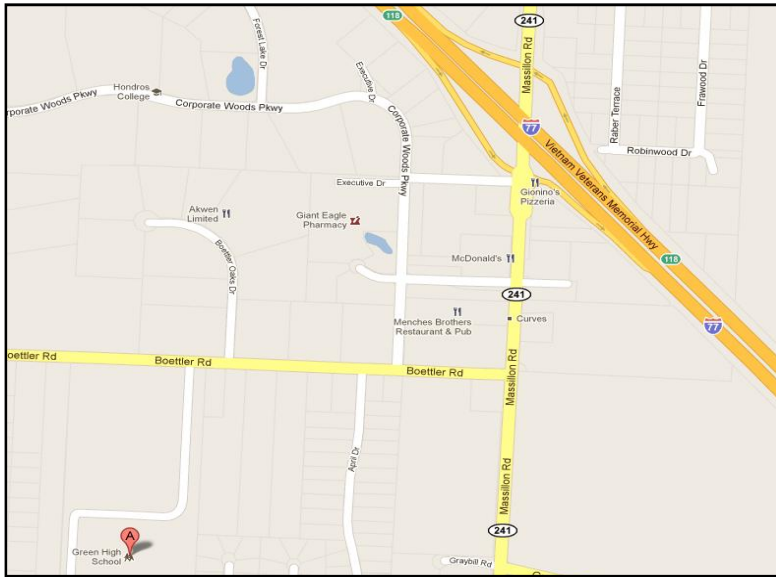 118
241
Forest Lake Dr
Massillon Rd
Raber Terrace
Frawood Dr
Hondros
College
Executive Dr
orporate Woods Pkwy
Corporate Woods Pkwy
Corporate Woods Pkwy
77
Vietnam Veterans Memorial Hwy
Robinwood Dr
Executive Dr
Gionino's
Pizzeria
Akwen
Limited
Giant Eagle
Pharmacy
Boettler Oaks Dr
McDonald's
118
241
Menches Brothers
Restaurant & Pub
Curves
77
oettler Rd
Boettler Rd
Boettler Rd
Massillon Rd
April Dr
Massillon Rd
241
A
Green High
School
Graybill Rd